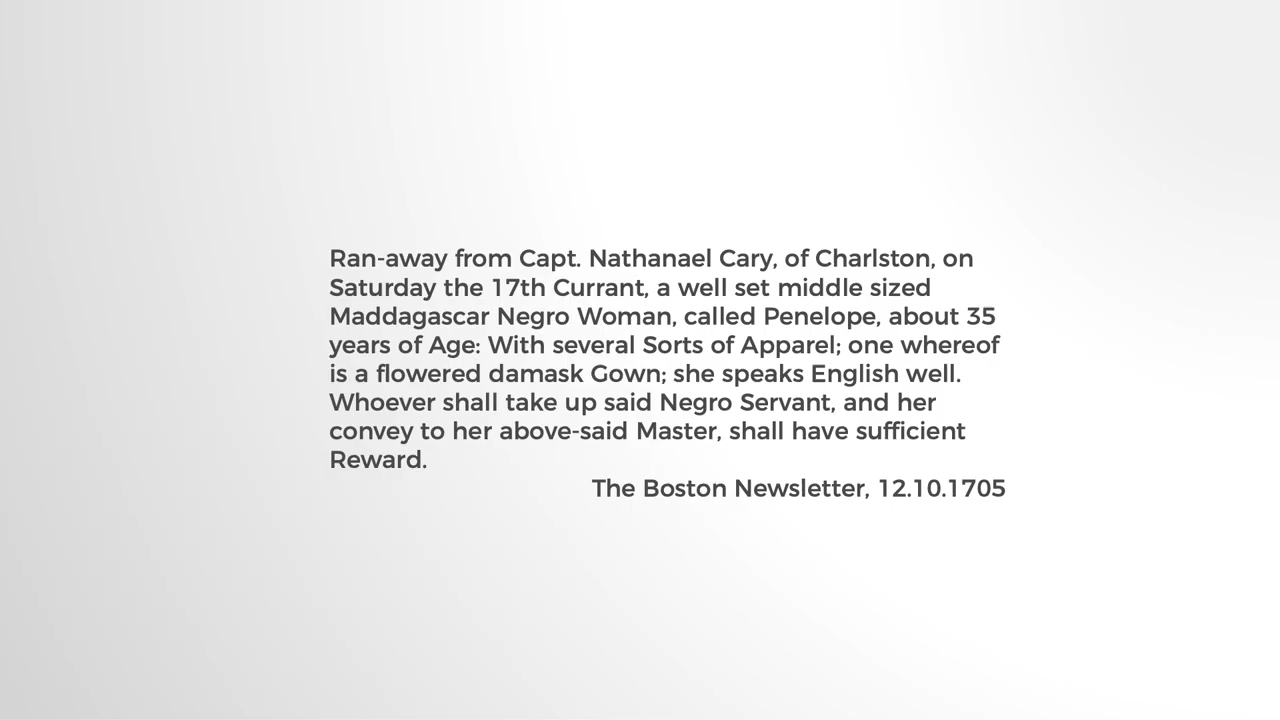 Ran-away from Capt. Nathanael Cary, of Charlston, on
Saturday the 17th Currant, a well set middle sized
Maddagascar Negro Woman, called Penelope, about 35
years of Age: With several Sorts of Apparel; one whereof
is a flowered damask Gown; she speaks English well.
Whoever shall take up said Negro Servant, and her
convey to her above-said Master, shall have sufficient
Reward.
The Boston Newsletter, 12.10.1705